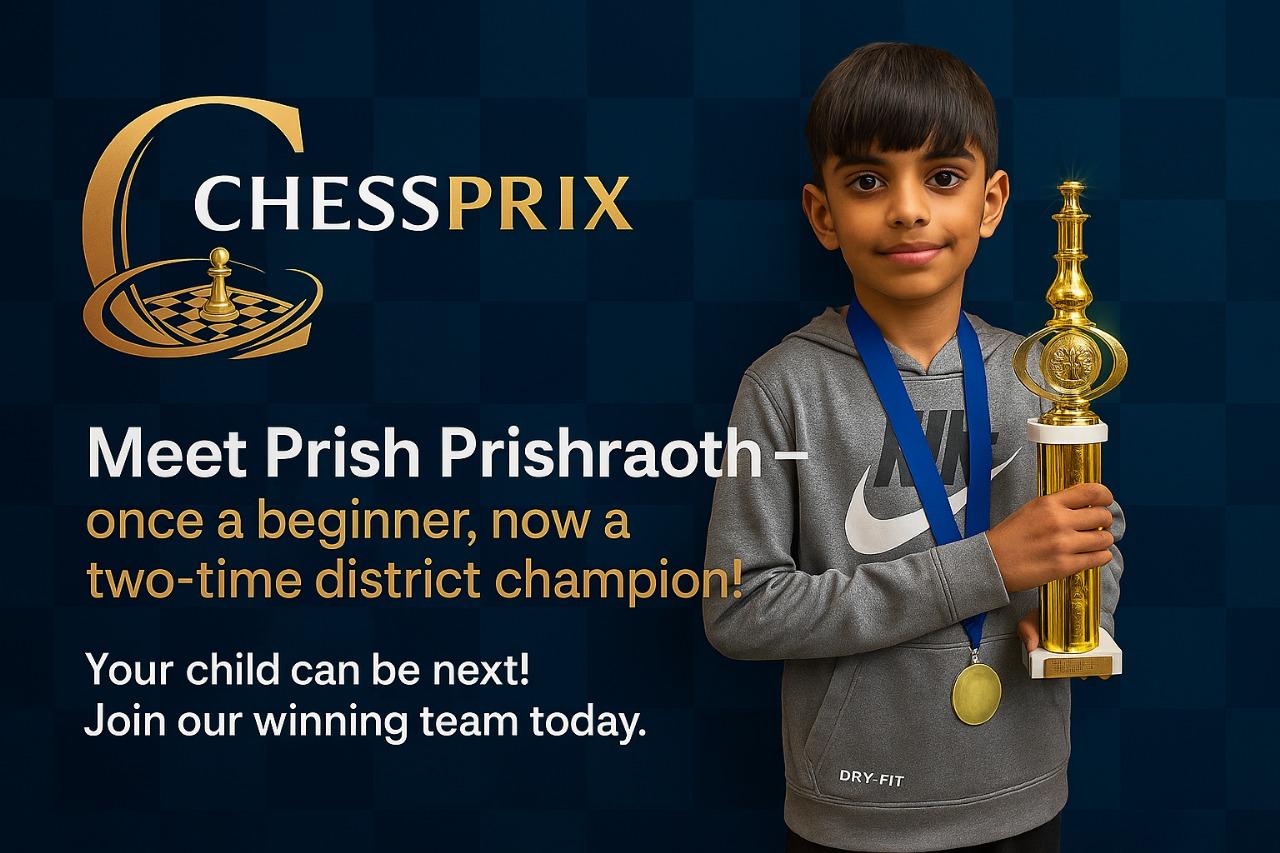 CHESSPRIX
Meet Prish Prishraoth –
once a beginner, now a
two-time district champion!
Your child can be next!
Join our winning team today.
DRY-FIT